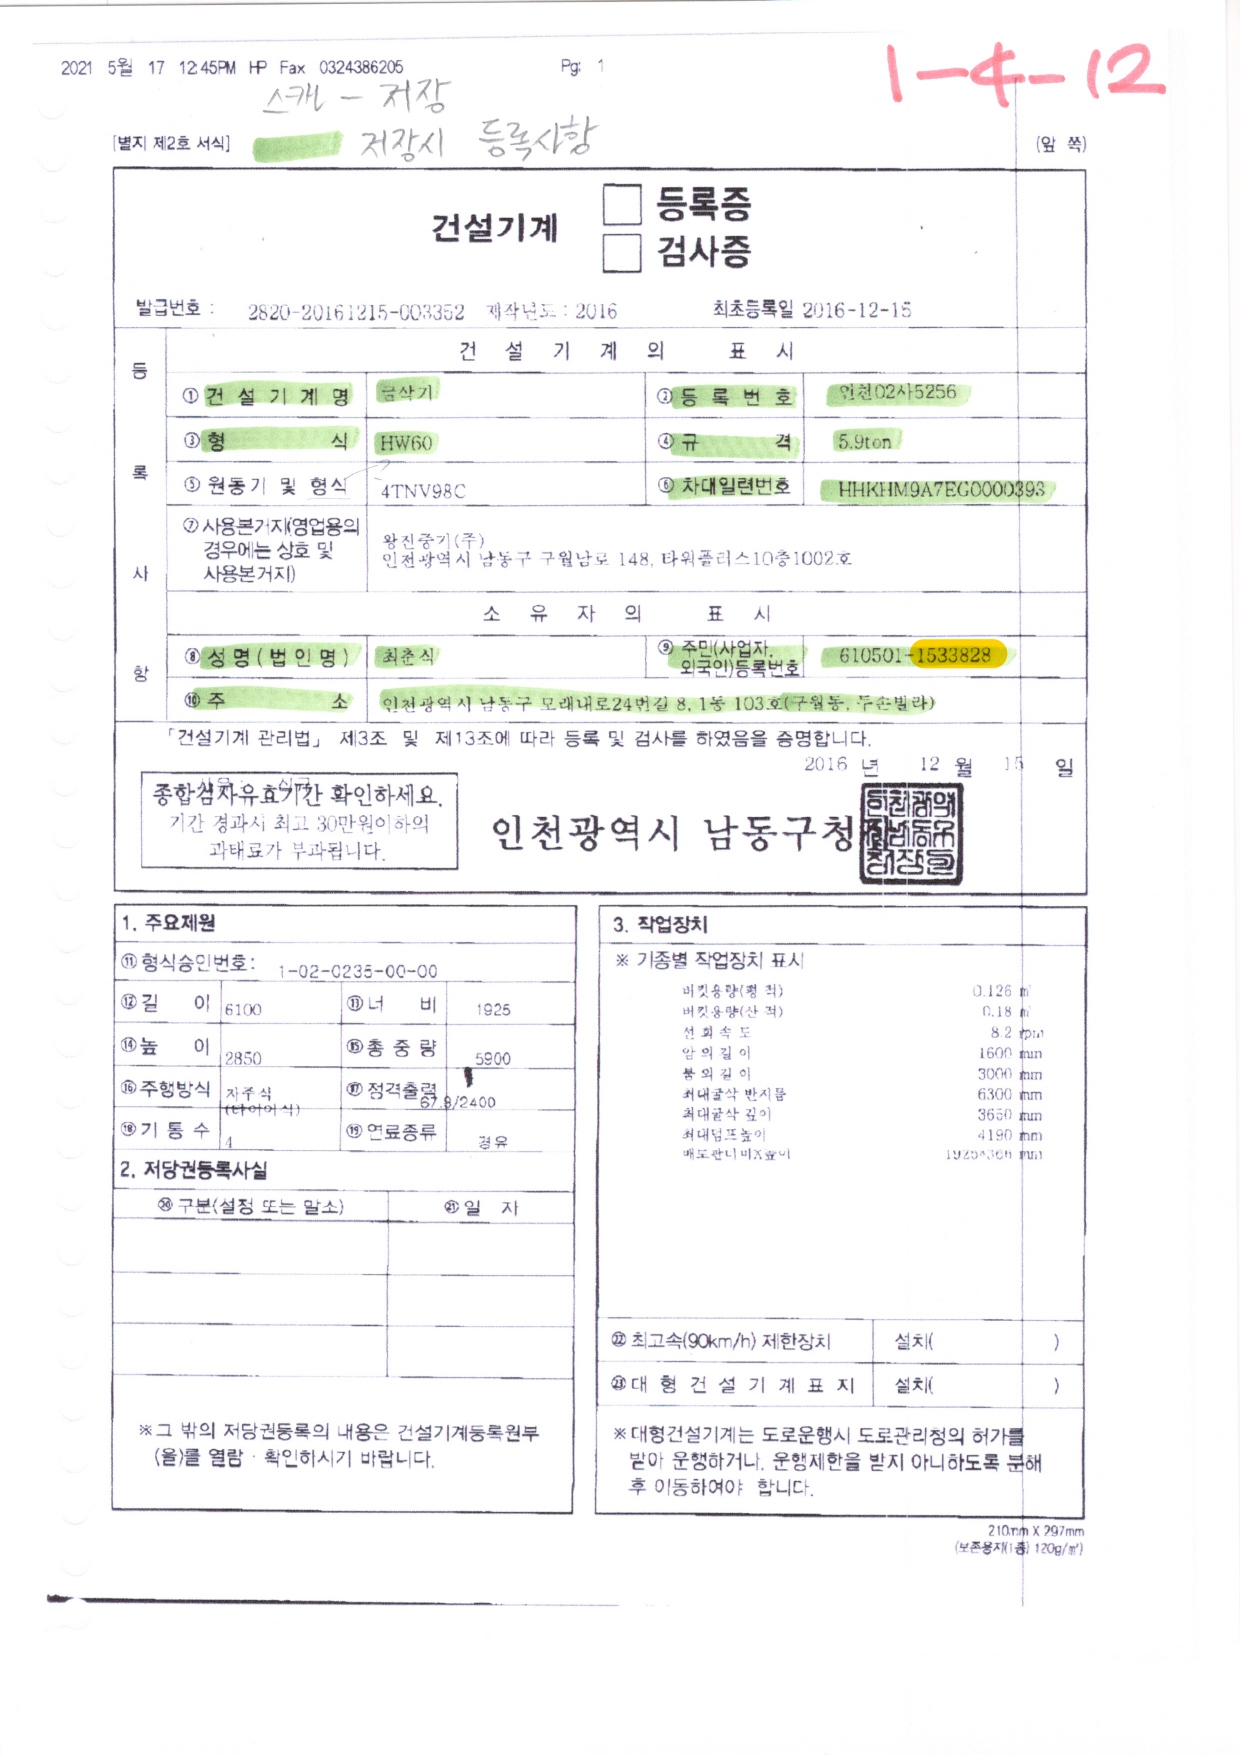 2021 5월 17 12:45PM HP Fax 0324386205 Pg: 1
1-4-12
스캔 - 저장
[별지 제2호 서식] 저장시 등록사항 (앞 쪽)
건설기계 등록증
검사증
발급번호 : 2820-20161215-003352 제작년도 : 2016 최초등록일 2016-12-15
등록사항
건 설 기 계 의 표 시
① 건 설 기 계 명 굴삭기 ② 등 록 번 호 인천02사5256
③ 형 식 HW60 ④ 규 격 5.9ton
⑤ 원동기 및 형식 4TNV98C ⑥ 차대일련번호 HHKHM9A7EG0000393
⑦ 사용본거지(영업용의
경우에는 상호 및
사용본거지)
왕진중기(주)
인천광역시 남동구 구월남로 148, 타워플러스10층1002호
소 유 자 의 표 시
⑧ 성명(법인명) 최춘식 ⑨ 주민(사업자,
외국인)등록번호 610501-1533828
⑩ 주 소 인천광역시 남동구 모래내로24번길 8, 1동 103호(구월동, 두손빌라)
「건설기계 관리법」 제3조 및 제13조에 따라 등록 및 검사를 하였음을 증명합니다.
2016 년 12 월 15 일
종합검사유효기간 확인하세요.
기간 경과시 최고 30만원이하의
과태료가 부과됩니다.
인천광역시 남동구청
1. 주요제원
⑪ 형식승인번호: 1-02-0235-00-00
⑫ 길 이 6100 ⑬ 너 비 1925
⑭ 높 이 2850 ⑮ 총 중 량 5900
⑯ 주행방식 자주식
(타이어식) ⑰ 정격출력 67.8/2400
⑱ 기 통 수 4 ⑲ 연료종류 경유
2. 저당권등록사실
⑳ 구분(설정 또는 말소) ㉑ 일 자
※ 그 밖의 저당권등록의 내용은 건설기계등록원부
(을)를 열람 · 확인하시기 바랍니다.
3. 작업장치
※ 기종별 작업장치 표시
버킷용량(평적) 0.126 ㎥
버킷용량(산적) 0.18 ㎥
선회속도 8.2 rpm
암의길이 1600 mm
붐의길이 3000 mm
최대굴삭 반지름 6300 mm
최대굴삭 깊이 3650 mm
최대덤프높이 4190 mm
배토판너비X높이 1925*366 mm
㉒ 최고속(90km/h) 제한장치 설치( )
㉓ 대 형 건 설 기 계 표 지 설치( )
※ 대형건설기계는 도로운행시 도로관리청의 허가를
받아 운행하거나, 운행제한을 받지 아니하도록 분해
후 이동하여야 합니다.
210mm X 297mm
(보존용지(1종) 120g/㎡)